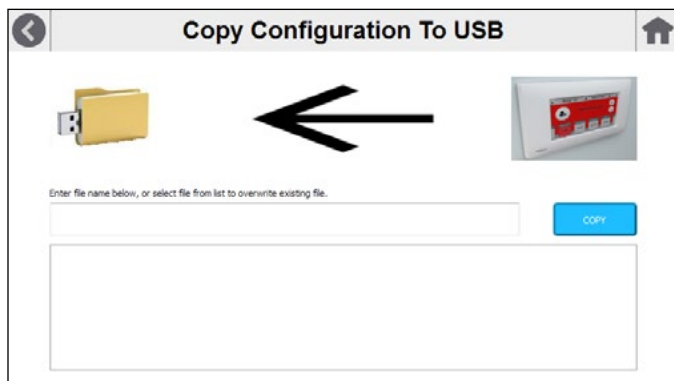 Copy Configuration To USB
Enter file name below, or select file from list to overwrite existing file.
COPY